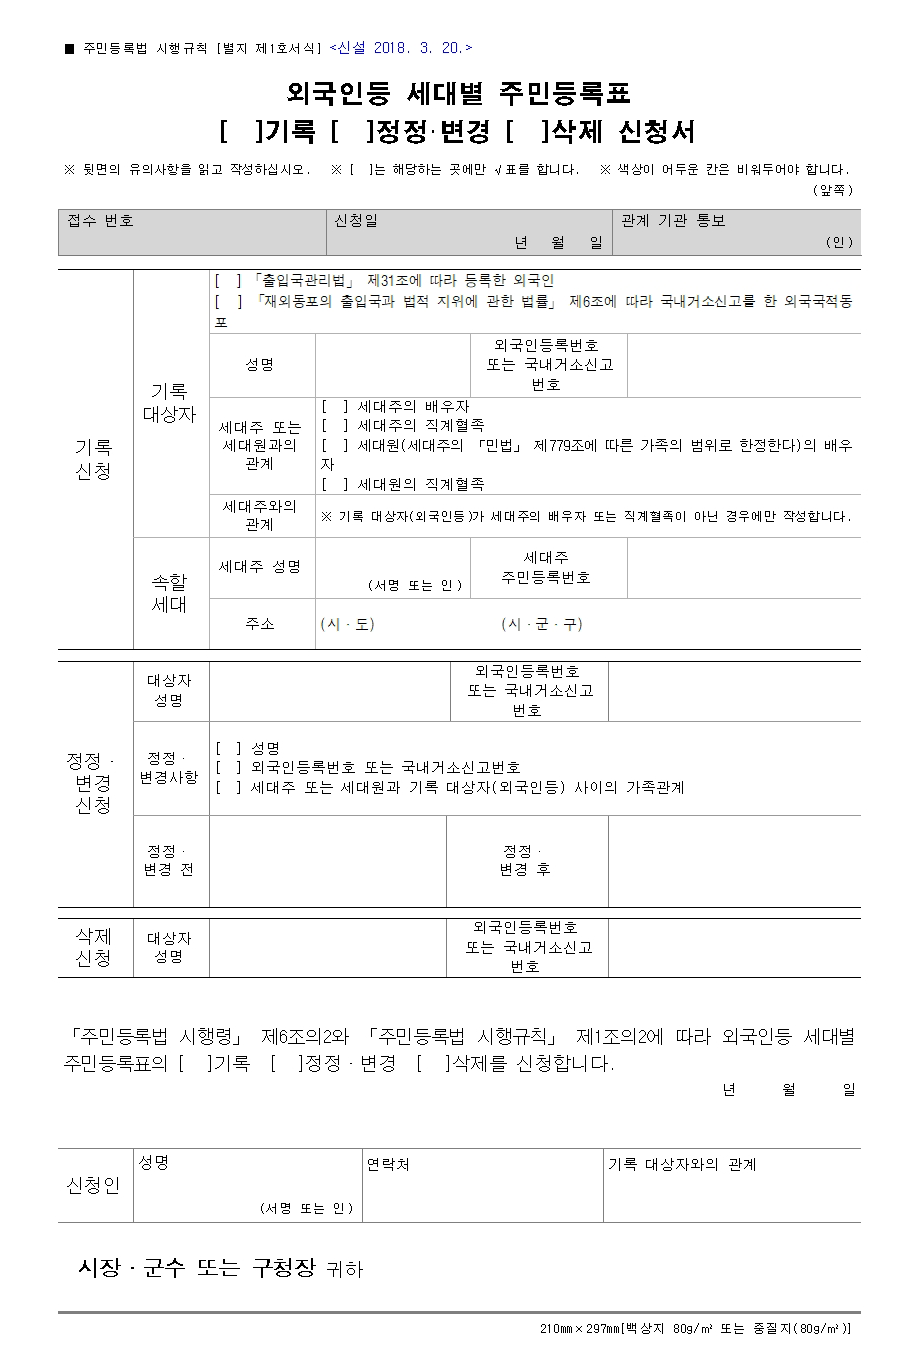 ■ 주민등록법 시행규칙 [별지 제1호서식] <신설 2018. 3. 20.>
외국인등 세대별 주민등록표
[ ]기록 [ ]정정·변경 [ ]삭제 신청서
※ 뒷면의 유의사항을 읽고 작성하십시오. ※ [ ]는 해당하는 곳에만 √표를 합니다. ※ 색상이 어두운 칸은 비워두어야 합니다.
(앞쪽)
접수 번호 신청일 관계 기관 통보
년 월 일 (인)
기록
신청
기록
대상자
[ ] 「출입국관리법」 제31조에 따라 등록한 외국인
[ ] 「재외동포의 출입국과 법적 지위에 관한 법률」 제6조에 따라 국내거소신고를 한 외국국적동
포
성명
외국인등록번호
또는 국내거소신고
번호
세대주 또는
세대원과의
관계
[ ] 세대주의 배우자
[ ] 세대주의 직계혈족
[ ] 세대원(세대주의 「민법」 제779조에 따른 가족의 범위로 한정한다)의 배우
자
[ ] 세대원의 직계혈족
세대주와의
관계
※ 기록 대상자(외국인등)가 세대주의 배우자 또는 직계혈족이 아닌 경우에만 작성합니다.
속할
세대
세대주 성명
(서명 또는 인)
세대주
주민등록번호
주소
(시·도) (시·군·구)
정정·
변경
신청
대상자
성명
외국인등록번호
또는 국내거소신고
번호
정정·
변경사항
[ ] 성명
[ ] 외국인등록번호 또는 국내거소신고번호
[ ] 세대주 또는 세대원과 기록 대상자(외국인등) 사이의 가족관계
정정·
변경 전
정정·
변경 후
삭제
신청
대상자
성명
외국인등록번호
또는 국내거소신고
번호
「주민등록법 시행령」 제6조의2와 「주민등록법 시행규칙」 제1조의2에 따라 외국인등 세대별
주민등록표의 [ ]기록 [ ]정정·변경 [ ]삭제를 신청합니다.
년 월 일
신청인
성명
(서명 또는 인)
연락처
기록 대상자와의 관계
시장·군수 또는 구청장 귀하
210㎜×297㎜[백상지 80g/㎡ 또는 중질지(80g/㎡)]